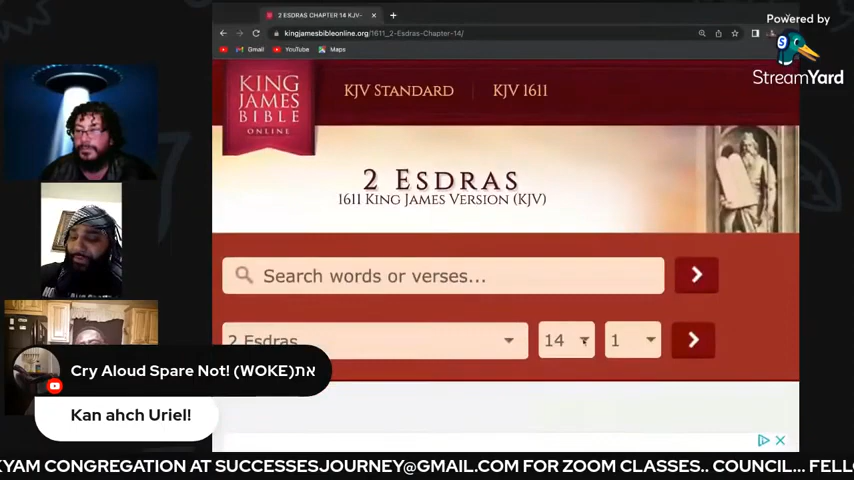 Powered by
StreamYard
2 ESDRAS CHAPTER 14 KJV-
kingjamesbibleonline.org/1611_2-Esdras-Chapter-14/
Gmail
YouTube
Maps
KING
JAMES
BIBLE
ONLINE
KJV STANDARD
KJV 1611
2 ESDRAS
1611 KING JAMES VERSION (KJV)
Search words or verses...
2 Esdras
14
1
Cry Aloud Spare Not! (WOKE)את
Kan ahch Uriel!
KYAM CONGREGATION AT SUCCESSESJOURNEY@GMAIL.COM FOR ZOOM CLASSES.. COUNCIL... FELLO